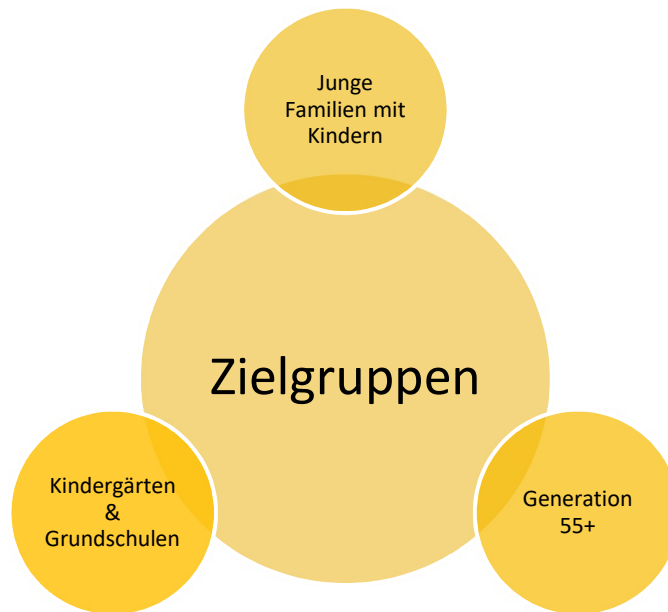 Junge
Familien mit
Kindern
Zielgruppen
Kindergärten
&
Grundschulen
Generation
55+